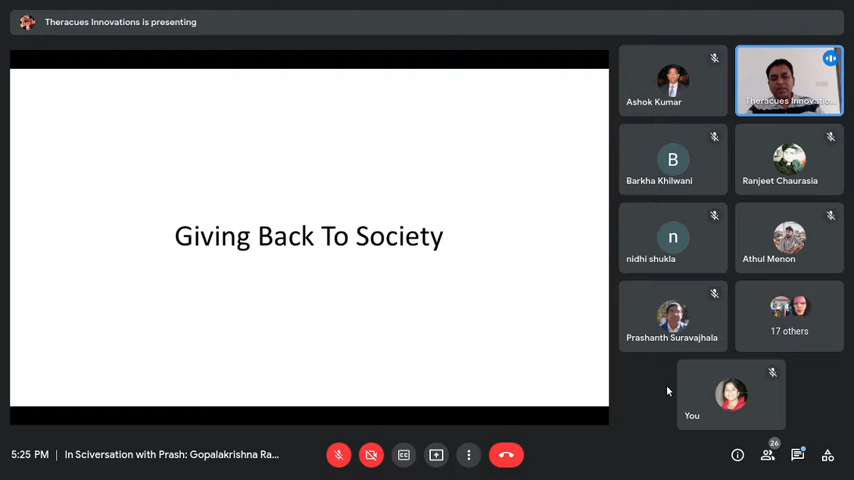 Theracues Innovations is presenting
Giving Back To Society
Ashok Kumar
Theracues Innovatio...
B
Barkha Khilwani
Ranjeet Chaurasia
n
nidhi shukla
Athul Menon
Prashanth Suravajhala
17 others
You
5:25 PM | In Sciversation with Prash: Gopalakrishna Ra...
CC
26